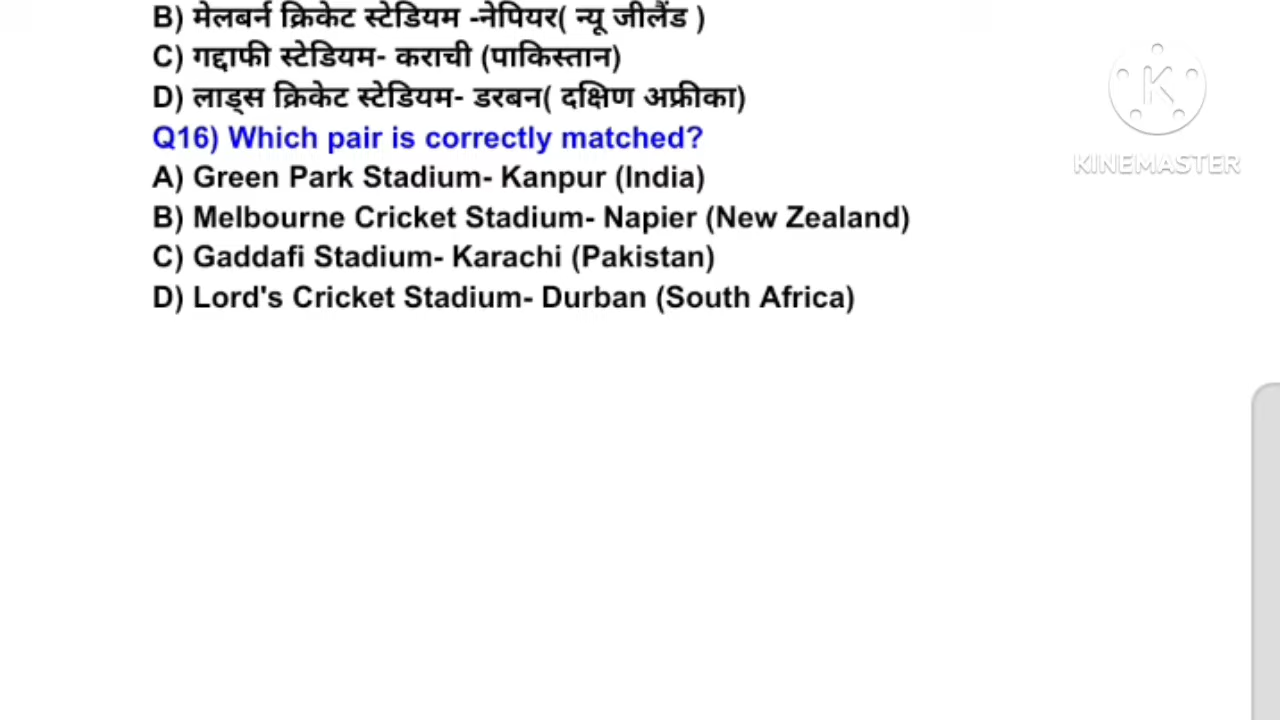 B) मेलबर्न क्रिकेट स्टेडियम -नेपियर( न्यू जीलैंड )
C) गद्दाफी स्टेडियम- कराची (पाकिस्तान)
D) लाड्स क्रिकेट स्टेडियम- डरबन( दक्षिण अफ्रीका)
Q16) Which pair is correctly matched?
A) Green Park Stadium- Kanpur (India)
B) Melbourne Cricket Stadium- Napier (New Zealand)
C) Gaddafi Stadium- Karachi (Pakistan)
D) Lord's Cricket Stadium- Durban (South Africa)
K
KINEMASTER